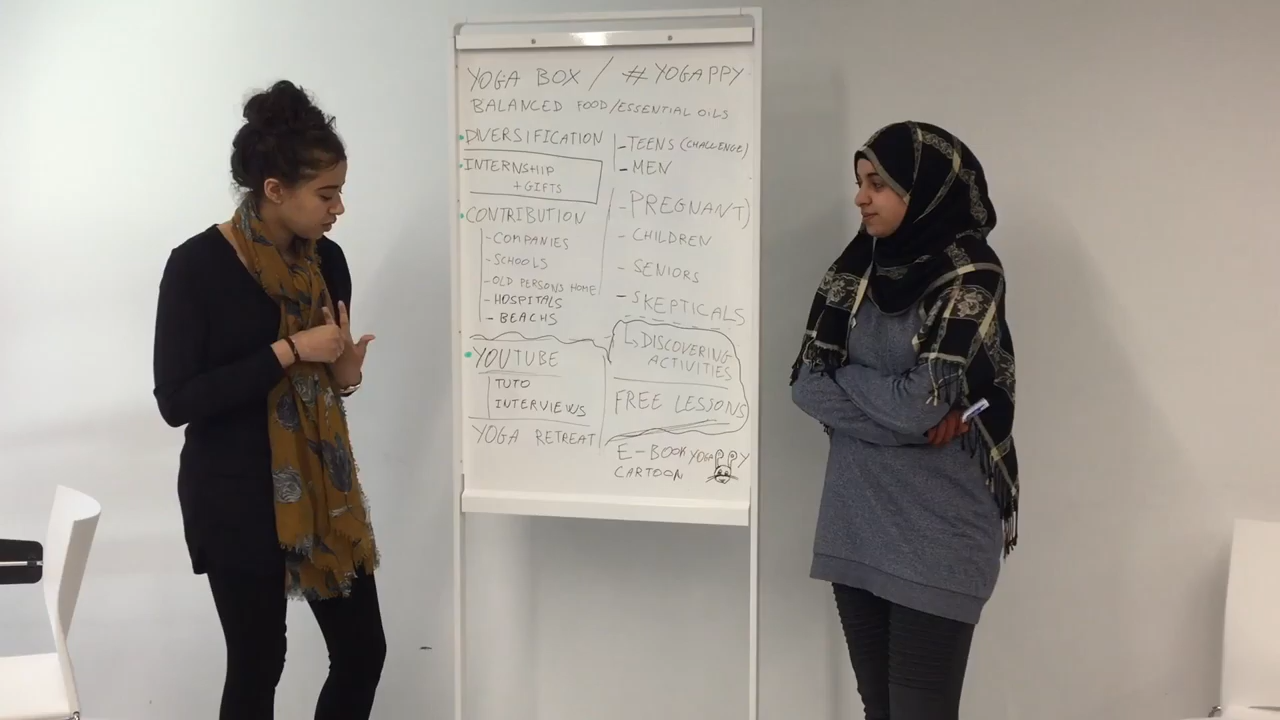 YOGA BOX / #YOGAPPY
BALANCED FOOD/ESSENTIAL OILS
DIVERSIFICATION
INTERNSHIP
+ GIFTS
CONTRIBUTION
- COMPANIES
- SCHOOLS
- OLD PERSONS HOME
- HOSPITALS
- BEACHS
YOUTUBE
TUTO
INTERVIEWS
YOGA RETREAT
- TEENS (CHALLENGE)
- MEN
- PREGNANT)
- CHILDREN
- SENIORS
- SKEPTICALS
↳ DISCOVERING
ACTIVITIES
FREE LESSONS
E-BOOK YOGAPPY
CARTOON